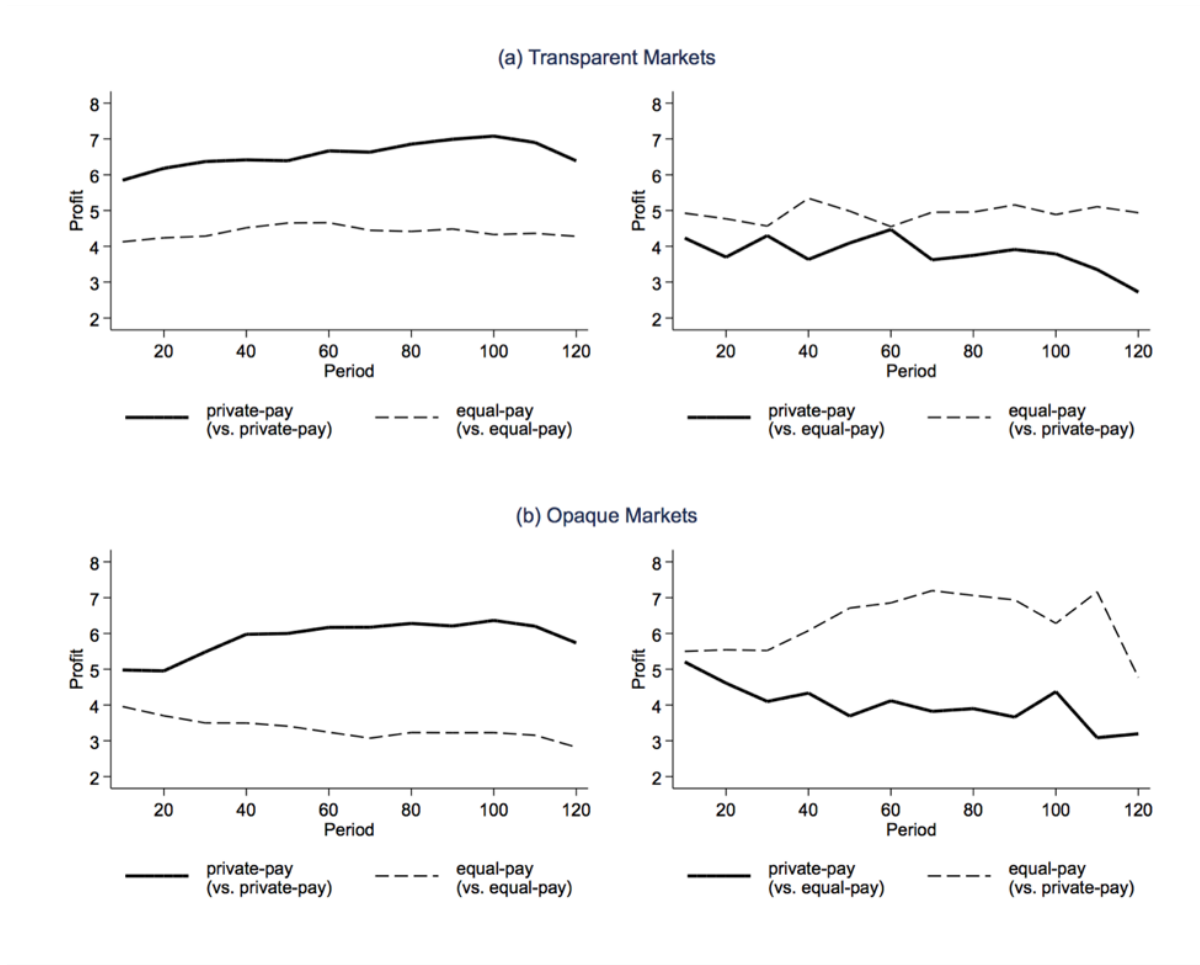 (a) Transparent Markets
Profit
8
7
6
5
4
3
2
20 40 60 80 100 120
Period
private-pay
(vs. private-pay)
equal-pay
(vs. equal-pay)
Profit
8
7
6
5
4
3
2
20 40 60 80 100 120
Period
private-pay
(vs. equal-pay)
equal-pay
(vs. private-pay)
(b) Opaque Markets
Profit
8
7
6
5
4
3
2
20 40 60 80 100 120
Period
private-pay
(vs. private-pay)
equal-pay
(vs. equal-pay)
Profit
8
7
6
5
4
3
2
20 40 60 80 100 120
Period
private-pay
(vs. equal-pay)
equal-pay
(vs. private-pay)